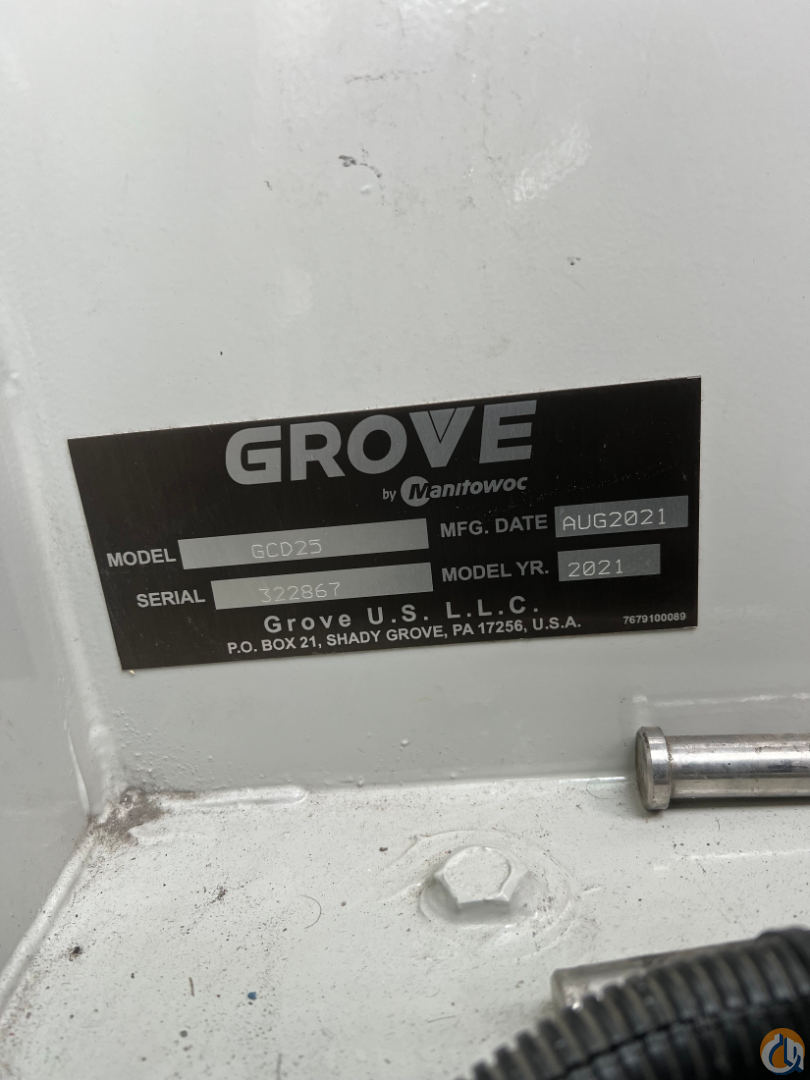 GROVE
by Manitowoc
MODEL GCD25 MFG. DATE AUG2021
SERIAL 322867 MODEL YR. 2021
Grove U.S. L.L.C.
P.O. BOX 21, SHADY GROVE, PA 17256, U.S.A. 7679100089